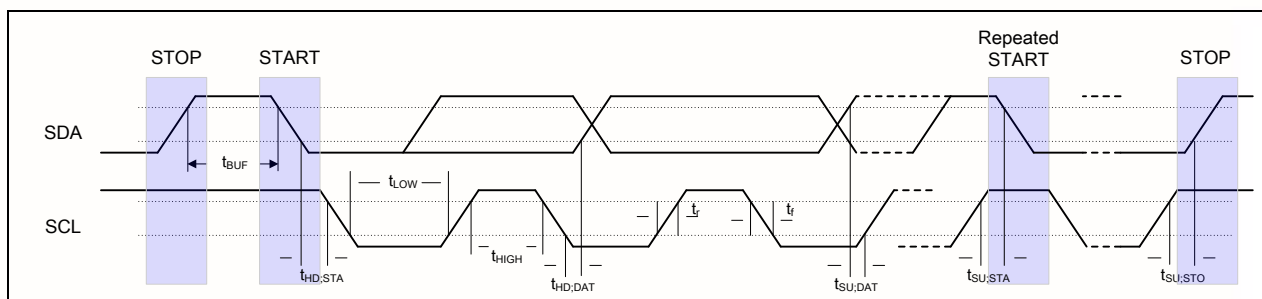 Repeated
STOP START START STOP
SDA
tBUF
tLOW
SCL
tr tf
tHIGH
tHD;STA tHD;DAT tSU;DAT tSU;STA tSU;STO